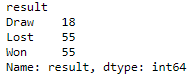 result
Draw    18
Lost    55
Won     55
Name: result, dtype: int64